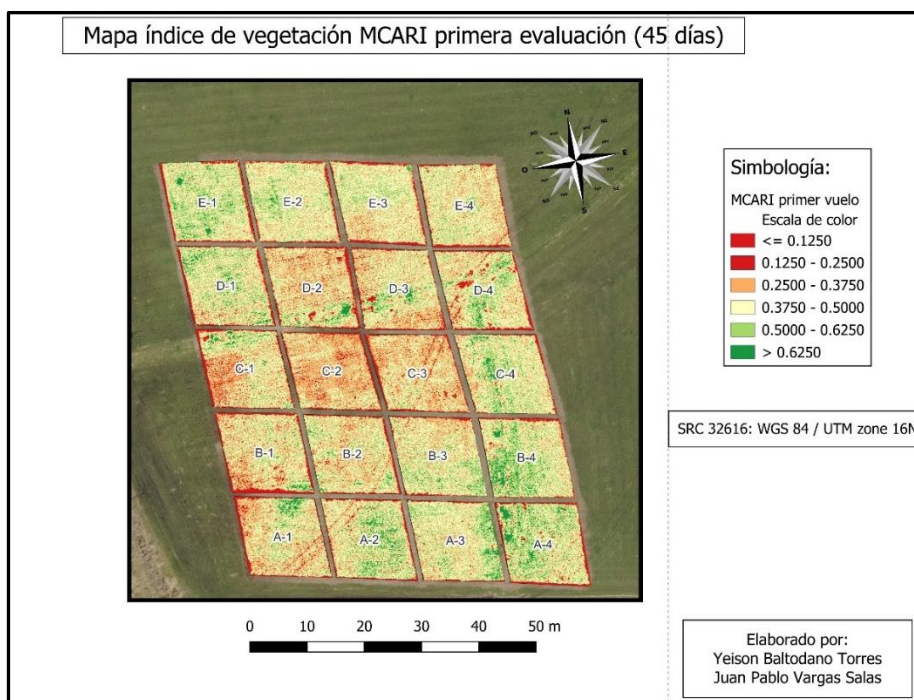 Mapa índice de vegetación MCARI primera evaluación (45 días)
N
E
S
O
E-1 E-2 E-3 E-4
D-1 D-2 D-3 D-4
C-1 C-2 C-3 C-4
B-1 B-2 B-3 B-4
A-1 A-2 A-3 A-4
0 10 20 30 40 50 m
Simbología:
MCARI primer vuelo
Escala de color
<= 0.1250
0.1250 - 0.2500
0.2500 - 0.3750
0.3750 - 0.5000
0.5000 - 0.6250
> 0.6250
SRC 32616: WGS 84 / UTM zone 16N
Elaborado por:
Yeison Baltodano Torres
Juan Pablo Vargas Salas